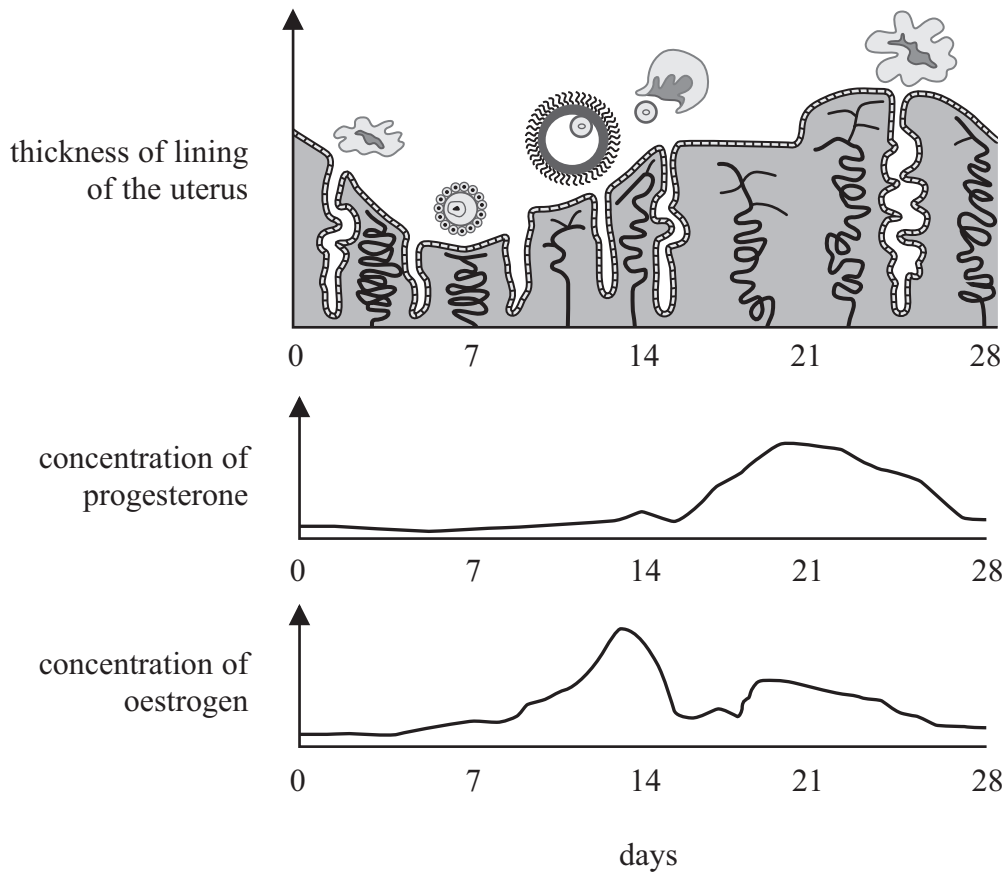 thickness of lining
of the uterus
0 7 14 21 28
concentration of
progesterone
0 7 14 21 28
concentration of
oestrogen
0 7 14 21 28
days